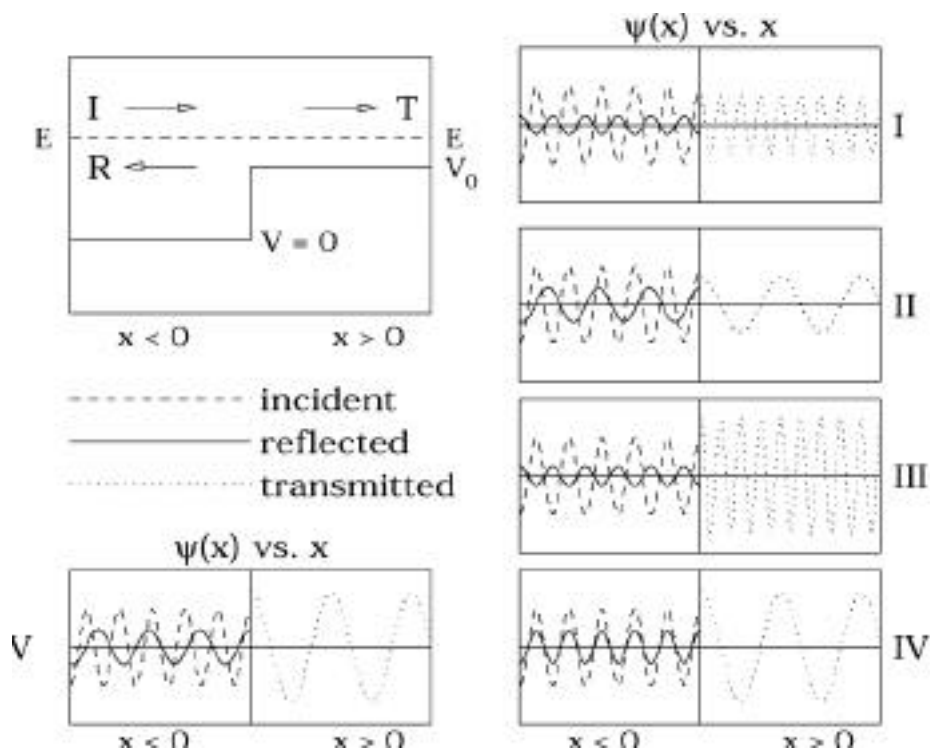 ψ(x) vs. x
I
T
E
E
R
V₀
V = 0
x < 0
x > 0
incident
reflected
transmitted
ψ(x) vs. x
V
x < 0
x > 0
I
II
III
IV
x < 0
x > 0